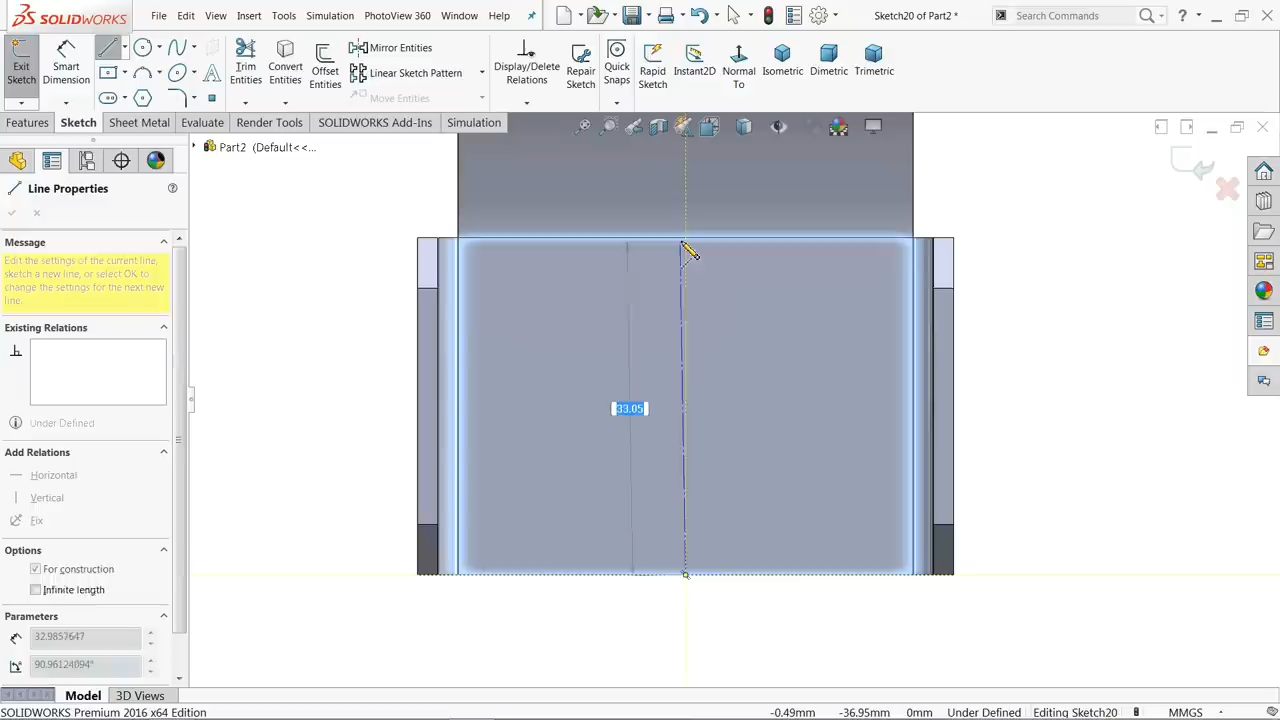 SOLIDWORKS
File Edit View Insert Tools Simulation PhotoView 360 Window Help
Sketch20 of Part2 *
Search Commands
?
Exit Sketch
Smart Dimension
Trim Entities
Convert Entities
Offset Entities
Mirror Entities
Linear Sketch Pattern
Move Entities
Display/Delete Relations
Repair Sketch
Quick Snaps
Rapid Sketch
Instant2D
Normal To
Isometric
Dimetric
Trimetric
Features Sketch Sheet Metal Evaluate Render Tools SOLIDWORKS Add-Ins Simulation
Part2 (Default<<...
Line Properties
Message
Edit the settings of the current line,
sketch a new line, or select OK to
change the settings for the next new
line.
Existing Relations
Under Defined
Add Relations
Horizontal
Vertical
Fix
Options
For construction
Infinite length
Parameters
32.9857647
90.96124094°
33.05
Model 3D Views
SOLIDWORKS Premium 2016 x64 Edition
-0.49mm -36.95mm 0mm Under Defined Editing Sketch20 MMGS